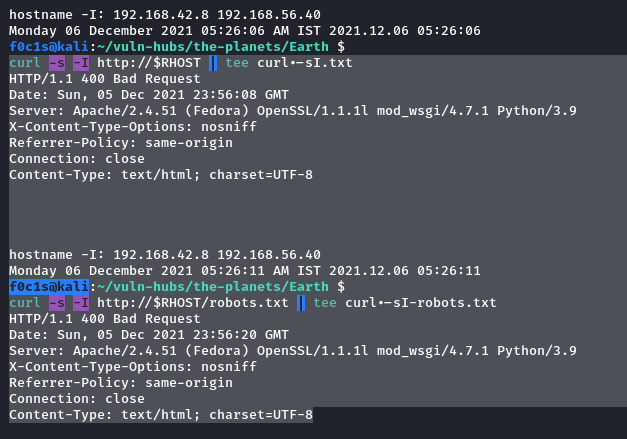 hostname -I: 192.168.42.8 192.168.56.40
Monday 06 December 2021 05:26:06 AM IST 2021.12.06 05:26:06
f0c1s@kali:~/vuln-hubs/the-planets/Earth $
curl -s -I http://$RHOST | tee curl•-sI.txt
HTTP/1.1 400 Bad Request
Date: Sun, 05 Dec 2021 23:56:08 GMT
Server: Apache/2.4.51 (Fedora) OpenSSL/1.1.1l mod_wsgi/4.7.1 Python/3.9
X-Content-Type-Options: nosniff
Referrer-Policy: same-origin
Connection: close
Content-Type: text/html; charset=UTF-8
hostname -I: 192.168.42.8 192.168.56.40
Monday 06 December 2021 05:26:11 AM IST 2021.12.06 05:26:11
f0c1s@kali:~/vuln-hubs/the-planets/Earth $
curl -s -I http://$RHOST/robots.txt | tee curl•-sI-robots.txt
HTTP/1.1 400 Bad Request
Date: Sun, 05 Dec 2021 23:56:20 GMT
Server: Apache/2.4.51 (Fedora) OpenSSL/1.1.1l mod_wsgi/4.7.1 Python/3.9
X-Content-Type-Options: nosniff
Referrer-Policy: same-origin
Connection: close
Content-Type: text/html; charset=UTF-8